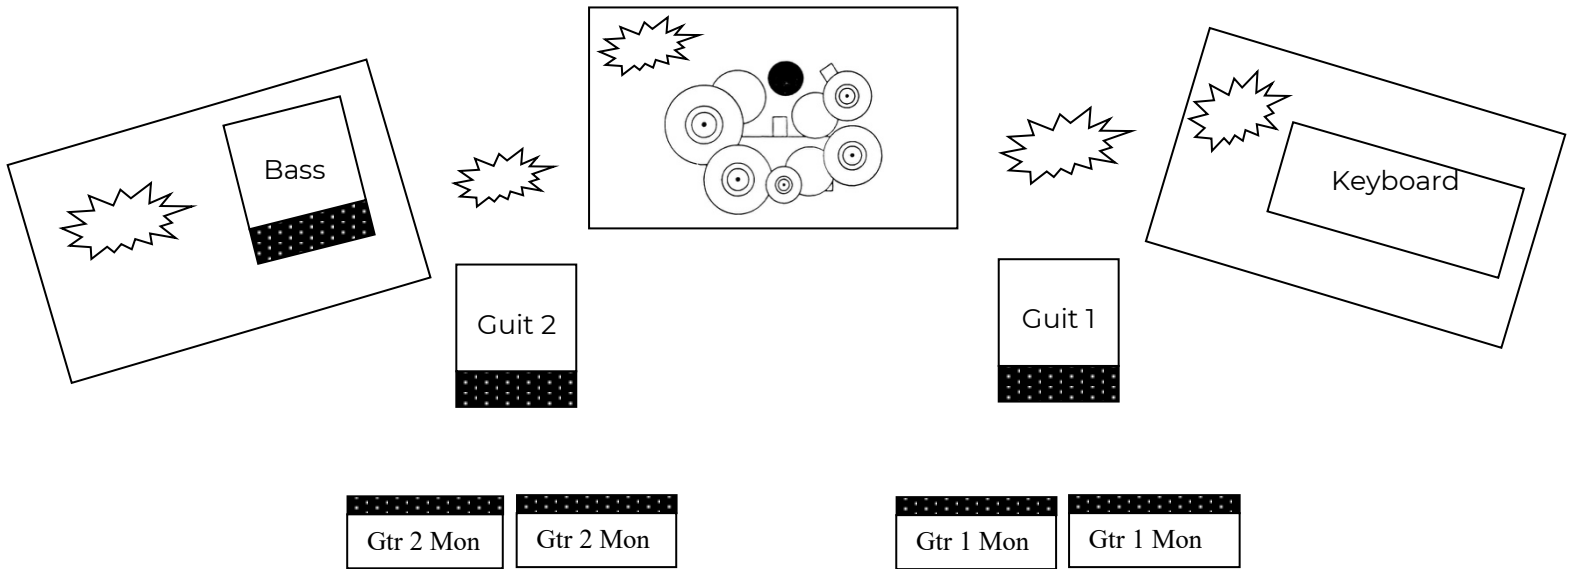 Bass
Keyboard
Guit 2
Guit 1
Gtr 2 Mon
Gtr 2 Mon
Gtr 1 Mon
Gtr 1 Mon